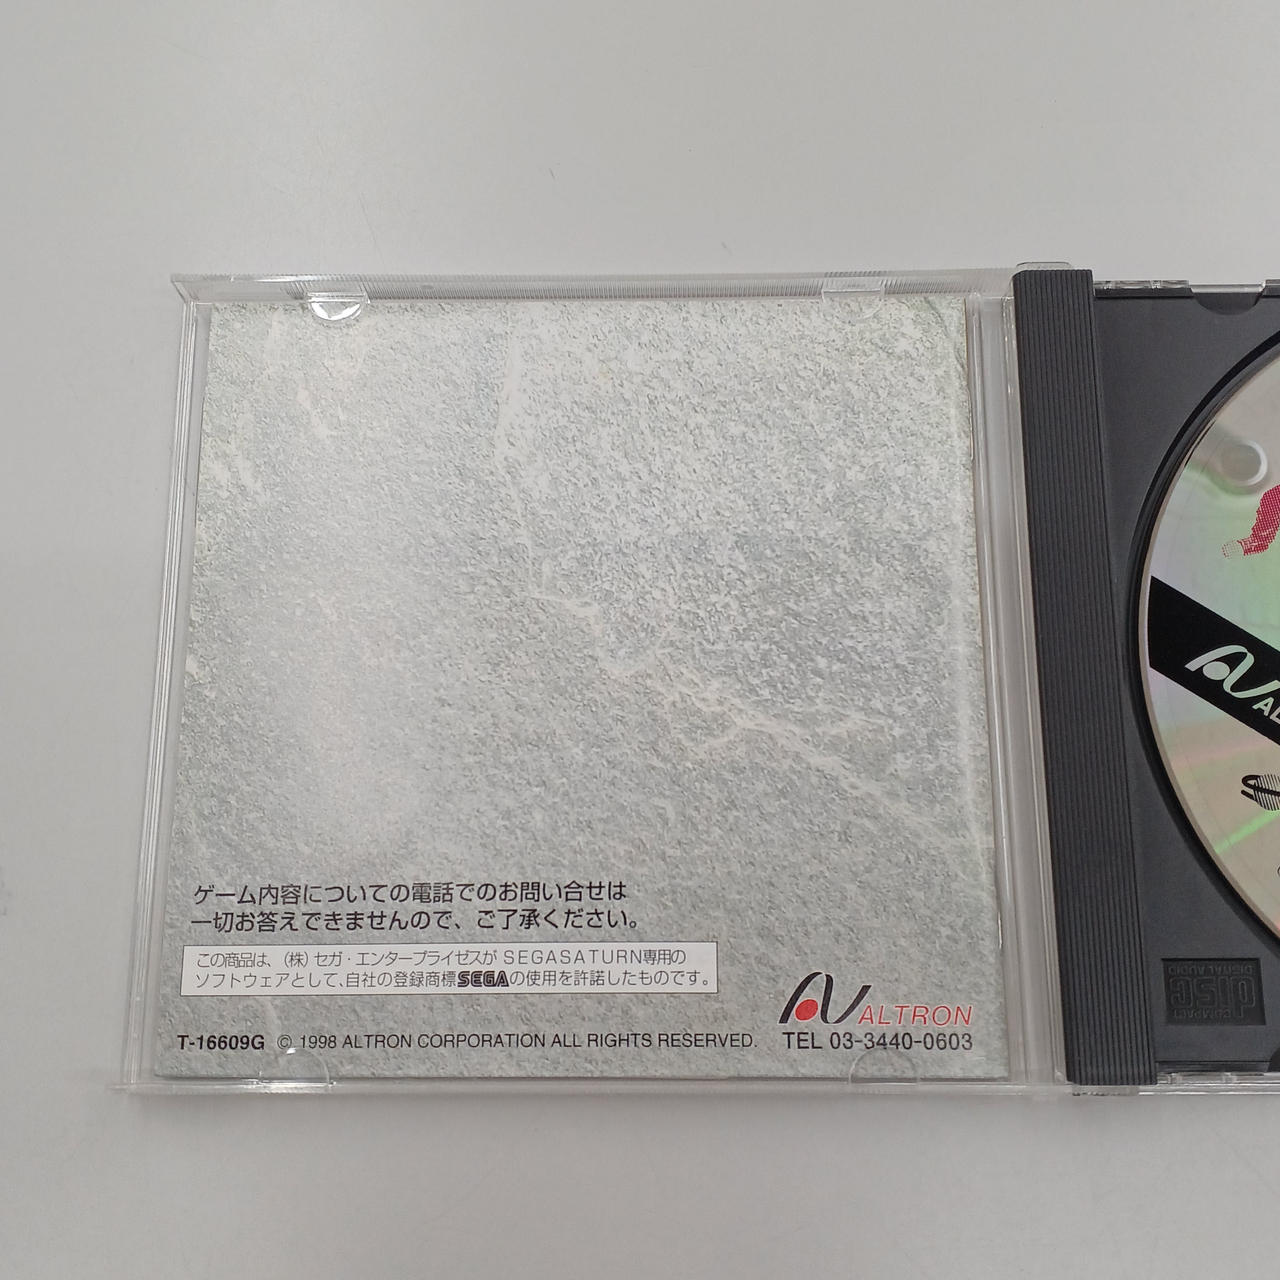 ゲーム内容についての電話でのお問い合せは
一切お答えできませんので、ご了承ください。
この商品は、(株)セガ・エンタープライゼスが SEGASATURN専用の
ソフトウェアとして、自社の登録商標SEGAの使用を許諾したものです。
ALTRON
T-16609G © 1998 ALTRON CORPORATION ALL RIGHTS RESERVED.
TEL 03-3440-0603
COMPACT
disc
DIGITAL AUDIO